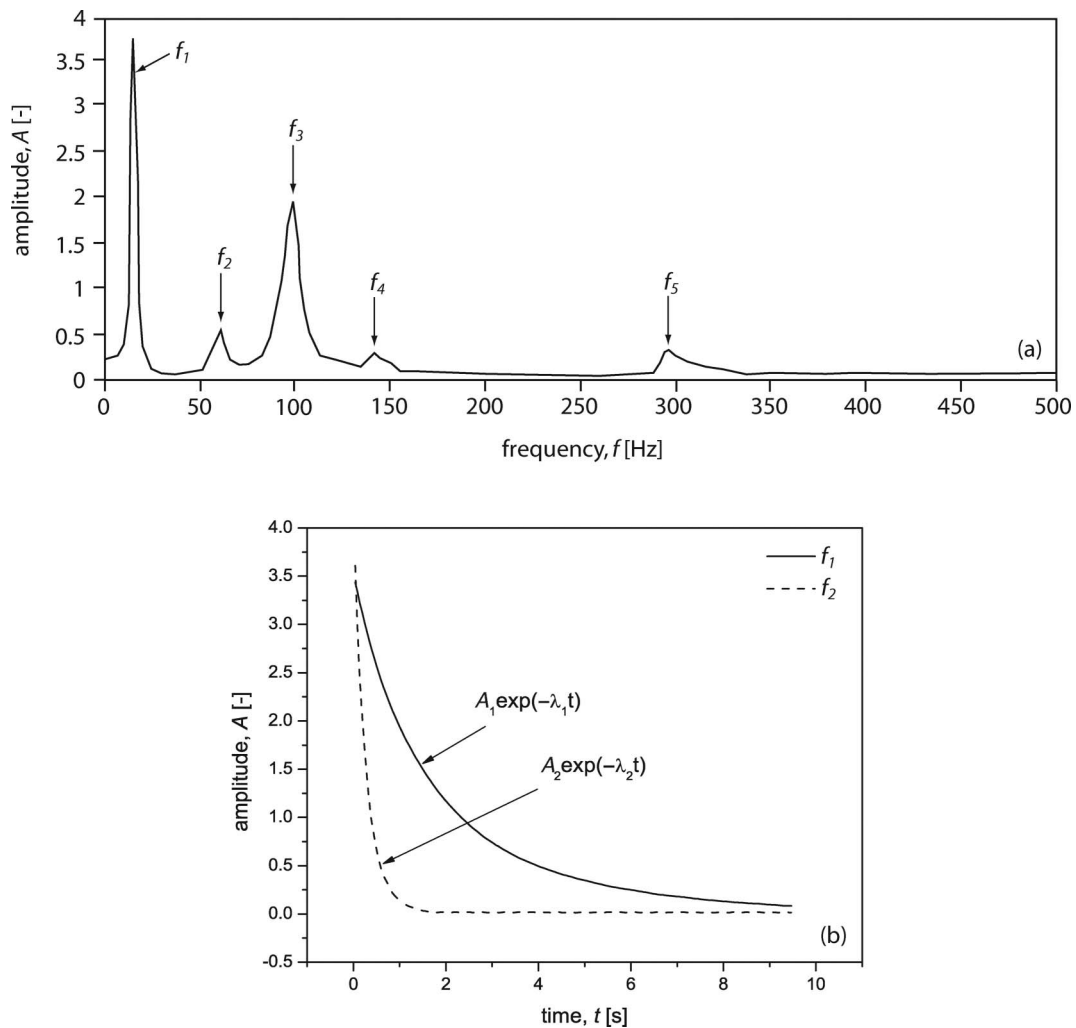 4
3.5
3
2.5
2
1.5
1
0.5
0
amplitude, A [-]
f1
f2
f3
f4
f5
(a)
0 50 100 150 200 250 300 350 400 450 500
frequency, f [Hz]
4.0
3.5
3.0
2.5
2.0
1.5
1.0
0.5
0.0
-0.5
amplitude, A [-]
f1
f2
A1exp(−λ1t)
A2exp(−λ2t)
(b)
0 2 4 6 8 10
time, t [s]